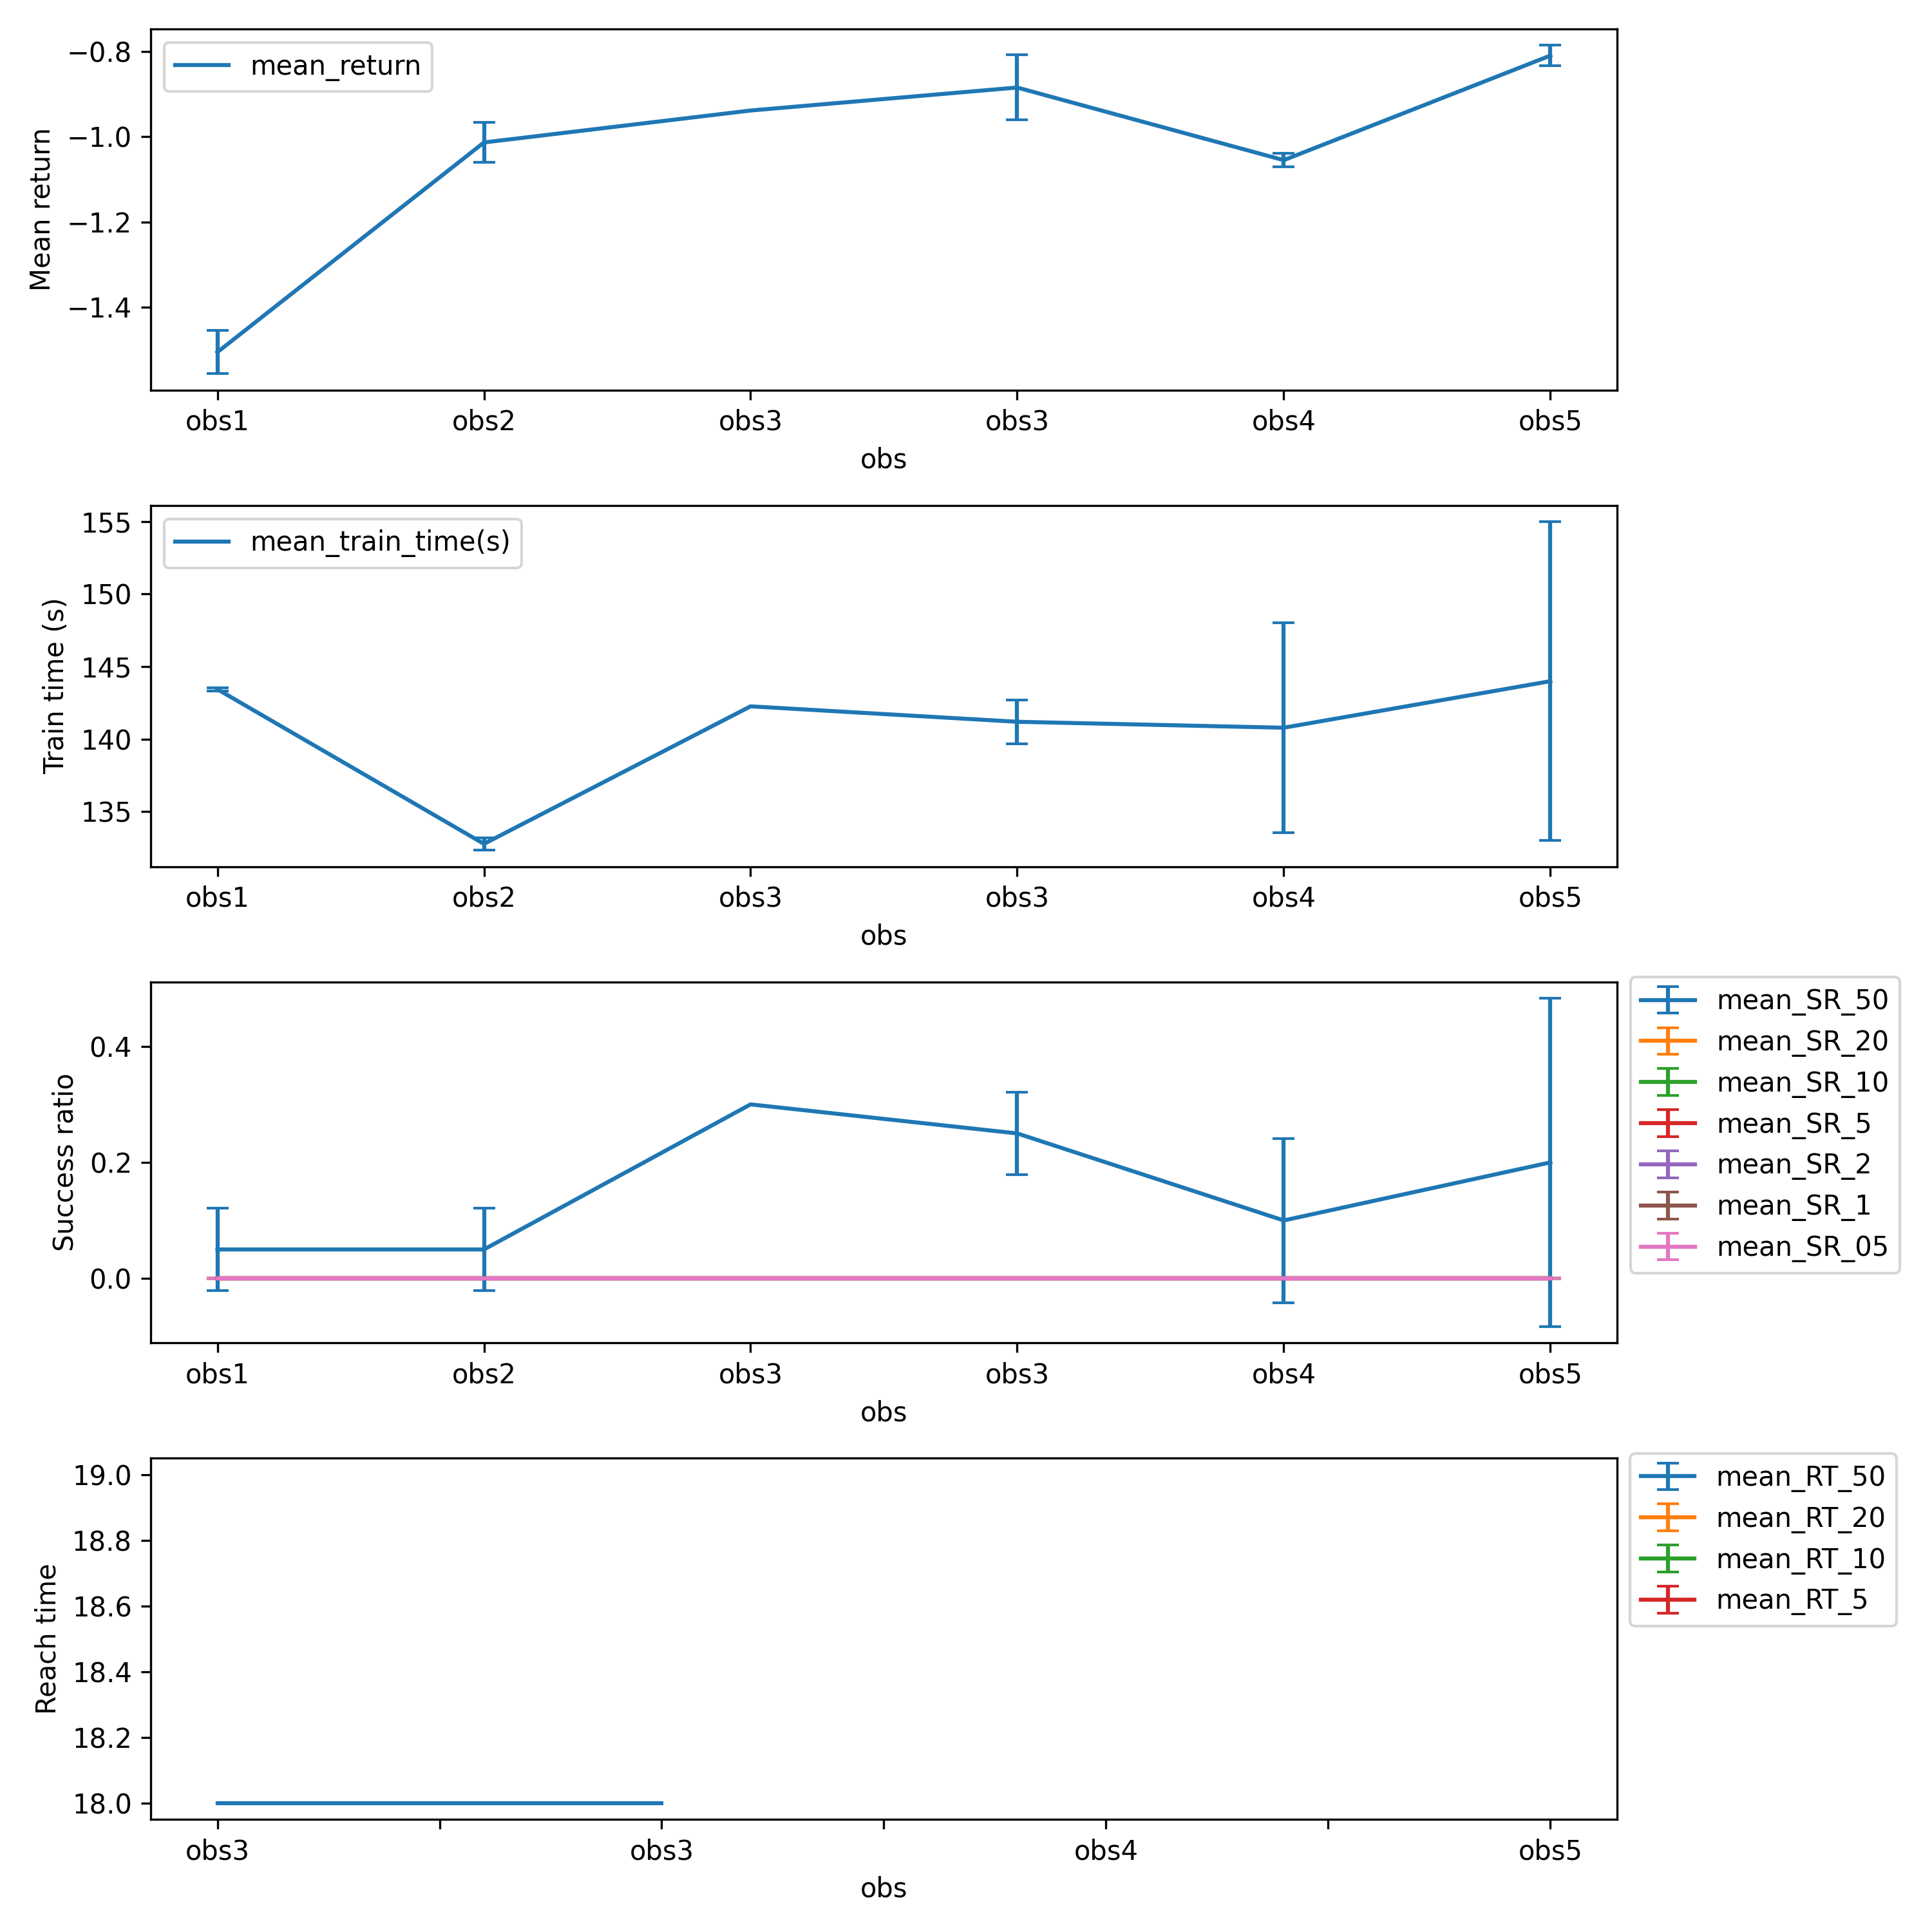 mean_return
−0.8
−1.0
−1.2
−1.4
Mean return
obs1 obs2 obs3 obs3 obs4 obs5
obs
mean_train_time(s)
155
150
145
140
135
Train time (s)
obs1 obs2 obs3 obs3 obs4 obs5
obs
0.4
0.2
0.0
Success ratio
obs1 obs2 obs3 obs3 obs4 obs5
obs
mean_SR_50
mean_SR_20
mean_SR_10
mean_SR_5
mean_SR_2
mean_SR_1
mean_SR_05
19.0
18.8
18.6
18.4
18.2
18.0
Reach time
obs3 obs3 obs4 obs5
obs
mean_RT_50
mean_RT_20
mean_RT_10
mean_RT_5